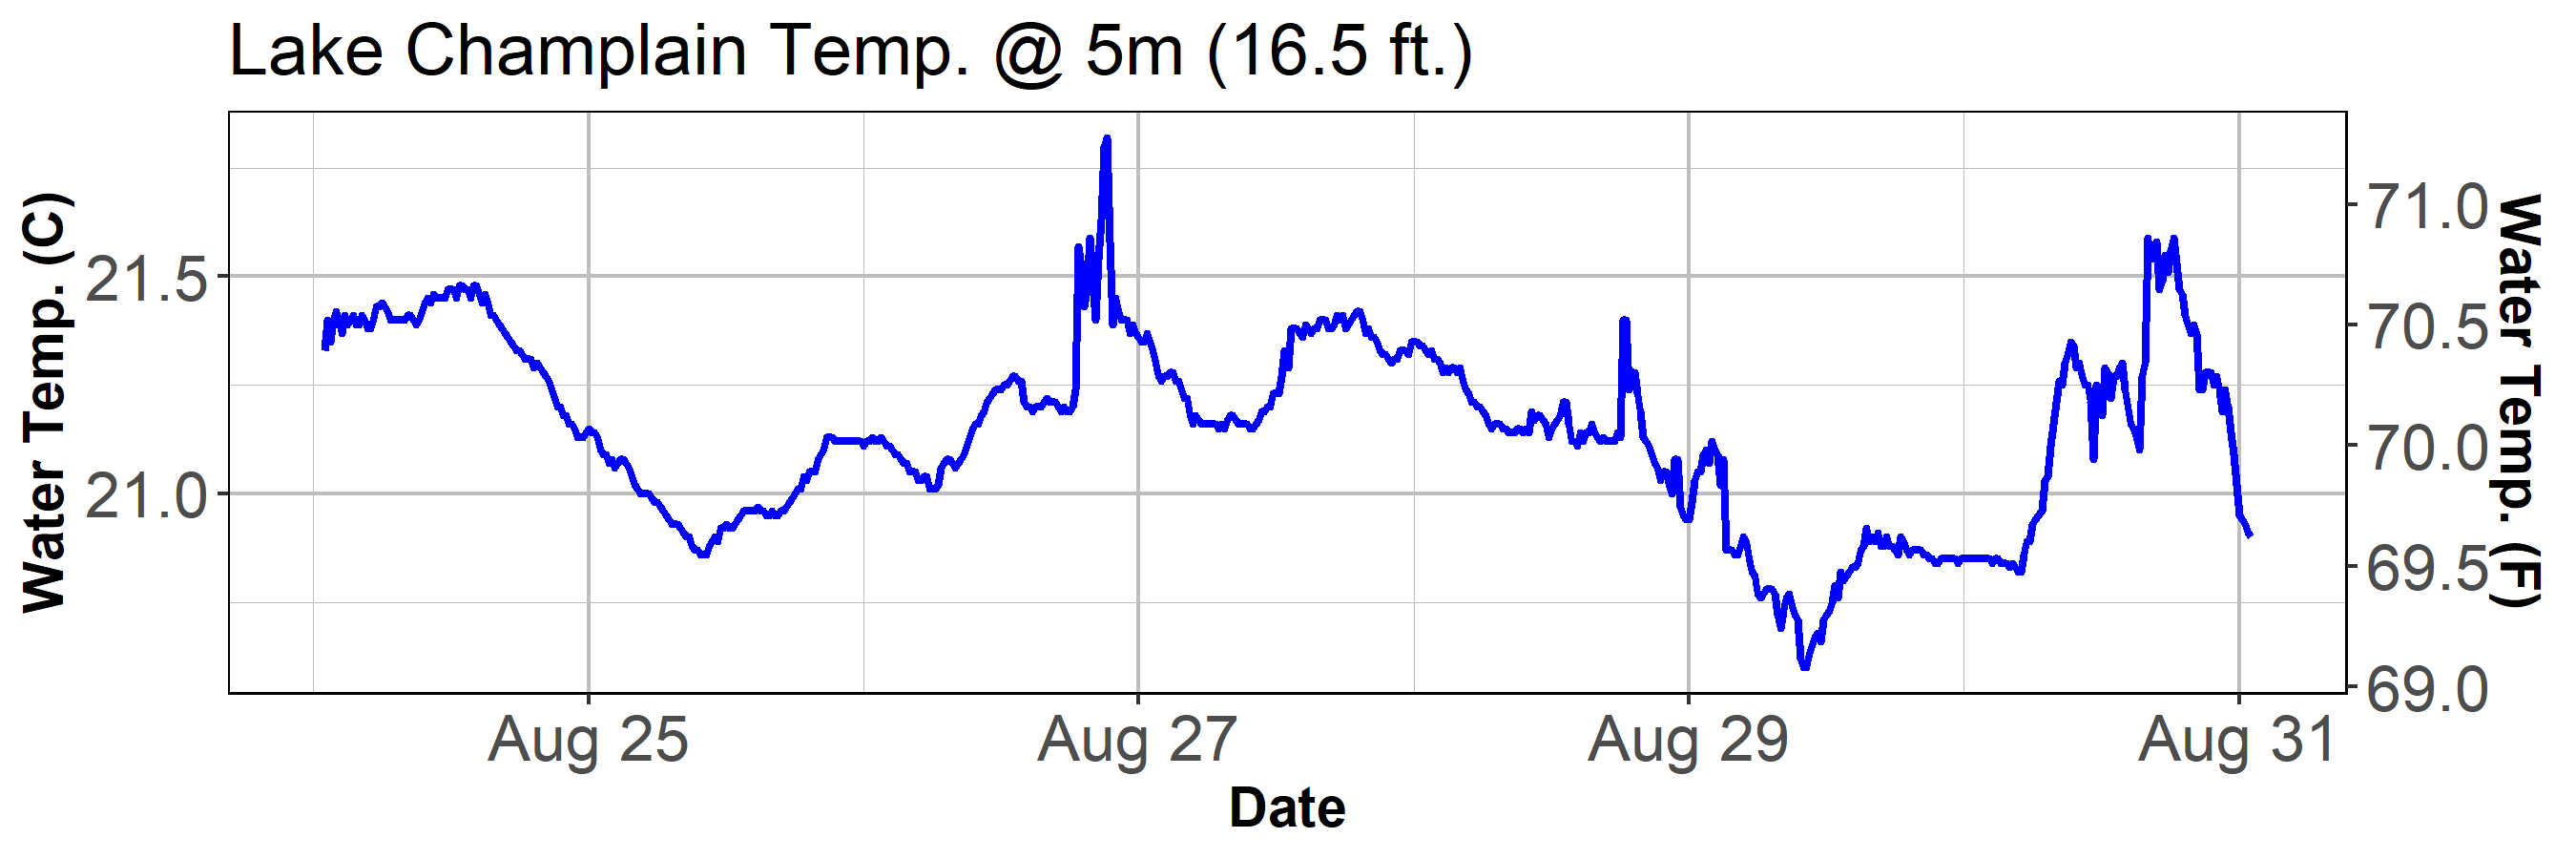 Lake Champlain Temp. @ 5m (16.5 ft.)
Water Temp. (C)
21.5
21.0
71.0
70.5
70.0
69.5
69.0
Water Temp. (F)
Aug 25
Aug 27
Aug 29
Aug 31
Date